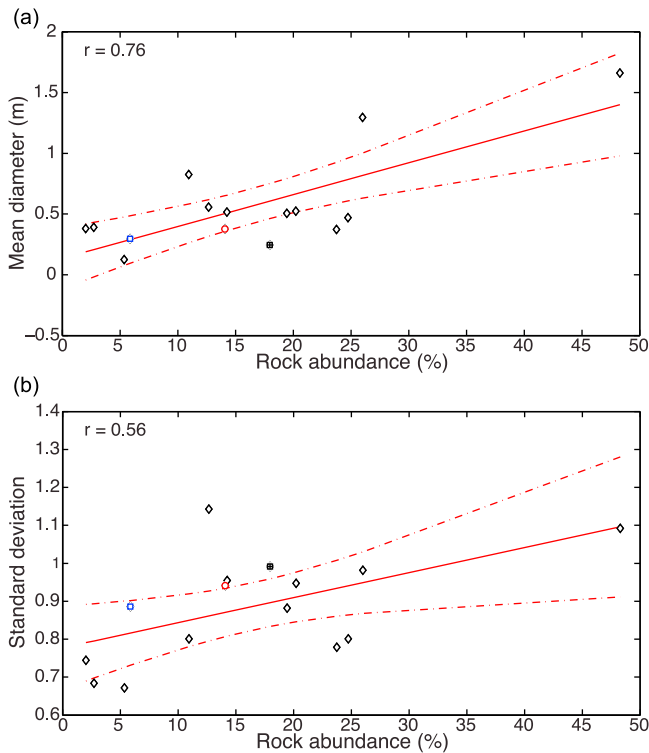 (a)
r = 0.76
2
1.5
1
0.5
0
−0.5
Mean diameter (m)
0 5 10 15 20 25 30 35 40 45 50
Rock abundance (%)
(b)
r = 0.56
1.4
1.3
1.2
1.1
1
0.9
0.8
0.7
0.6
Standard deviation
0 5 10 15 20 25 30 35 40 45 50
Rock abundance (%)